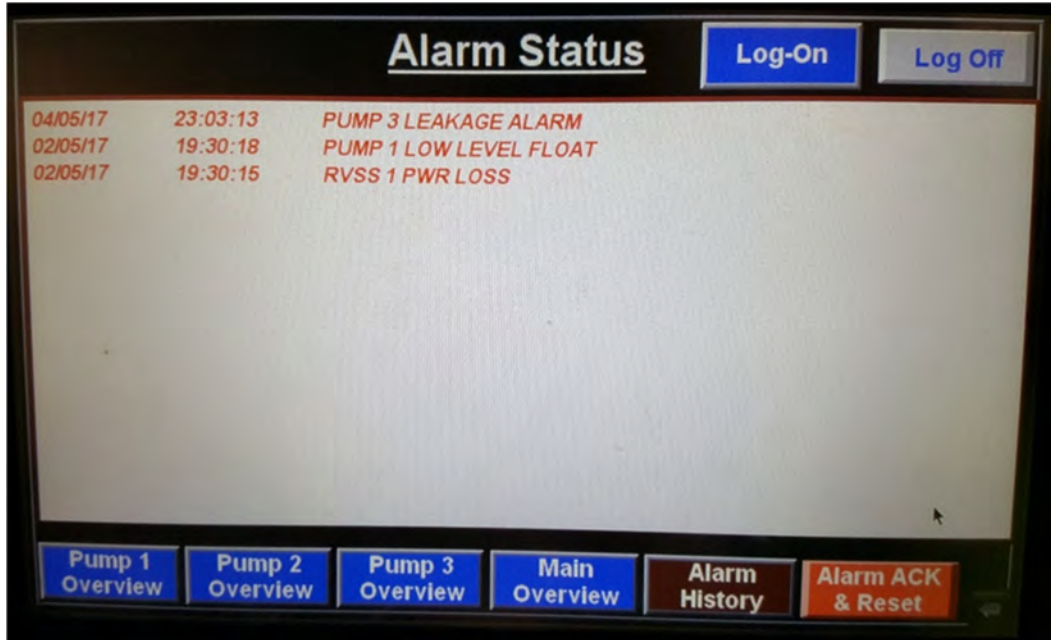 Alarm Status
Log-On
Log Off
04/05/17 23:03:13 PUMP 3 LEAKAGE ALARM
02/05/17 19:30:18 PUMP 1 LOW LEVEL FLOAT
02/05/17 19:30:15 RVSS 1 PWR LOSS
Pump 1
Overview
Pump 2
Overview
Pump 3
Overview
Main
Overview
Alarm
History
Alarm ACK
& Reset